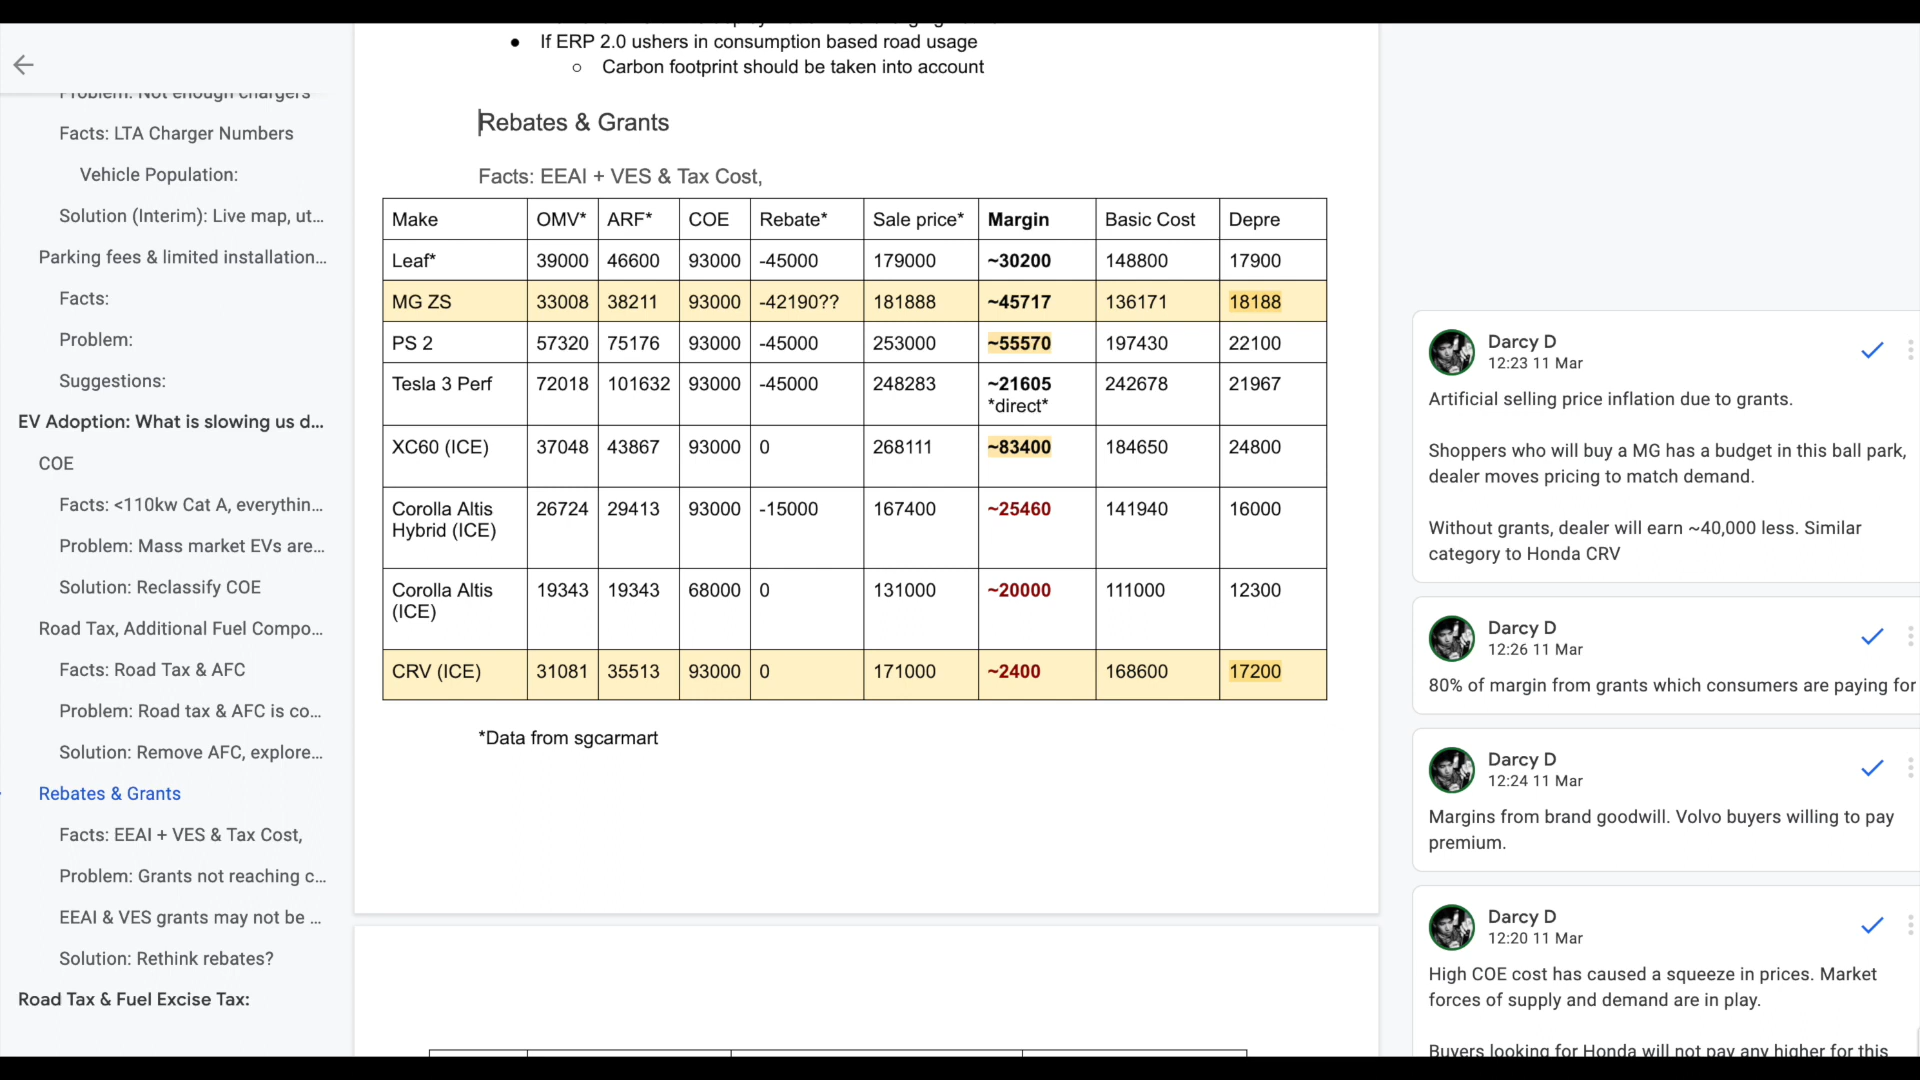 Facts: LTA Charger Numbers
Vehicle Population:
Solution (Interim): Live map, ut...
Parking fees & limited installation...
Facts:
Problem:
Suggestions:
EV Adoption: What is slowing us d...
COE
Facts: <110kw Cat A, everythin...
Problem: Mass market EVs are...
Solution: Reclassify COE
Road Tax, Additional Fuel Compo...
Facts: Road Tax & AFC
Problem: Road tax & AFC is co...
Solution: Remove AFC, explore...
Rebates & Grants
Facts: EEAI + VES & Tax Cost,
Problem: Grants not reaching c...
EEAI & VES grants may not be ...
Solution: Rethink rebates?
Road Tax & Fuel Excise Tax:
If ERP 2.0 ushers in consumption based road usage
Carbon footprint should be taken into account
Rebates & Grants
Facts: EEAI + VES & Tax Cost,
Make OMV* ARF* COE Rebate* Sale price* Margin Basic Cost Depre
Leaf* 39000 46600 93000 -45000 179000 ~30200 148800 17900
MG ZS 33008 38211 93000 -42190?? 181888 ~45717 136171 18188
PS 2 57320 75176 93000 -45000 253000 ~55570 197430 22100
Tesla 3 Perf 72018 101632 93000 -45000 248283 ~21605 242678 21967
*direct*
XC60 (ICE) 37048 43867 93000 0 268111 ~83400 184650 24800
Corolla Altis 26724 29413 93000 -15000 167400 ~25460 141940 16000
Hybrid (ICE)
Corolla Altis 19343 19343 68000 0 131000 ~20000 111000 12300
(ICE)
CRV (ICE) 31081 35513 93000 0 171000 ~2400 168600 17200
*Data from sgcarmart
Darcy D
12:23 11 Mar
Artificial selling price inflation due to grants.
Shoppers who will buy a MG has a budget in this ball park,
dealer moves pricing to match demand.
Without grants, dealer will earn ~40,000 less. Similar
category to Honda CRV
Darcy D
12:26 11 Mar
80% of margin from grants which consumers are paying for
Darcy D
12:24 11 Mar
Margins from brand goodwill. Volvo buyers willing to pay
premium.
Darcy D
12:20 11 Mar
High COE cost has caused a squeeze in prices. Market
forces of supply and demand are in play.
Buyers looking for Honda will not pay any higher for this